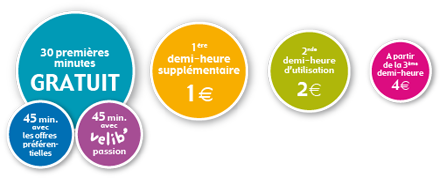 30 premières
minutes
GRATUIT
45 min.
avec
les offres
préféren-
tielles
45 min.
avec
velib'
passion
1ère
demi-heure
supplémentaire
1€
2nde
demi-heure
d'utilisation
2€
A partir
de la 3ème
demi-heure
4€